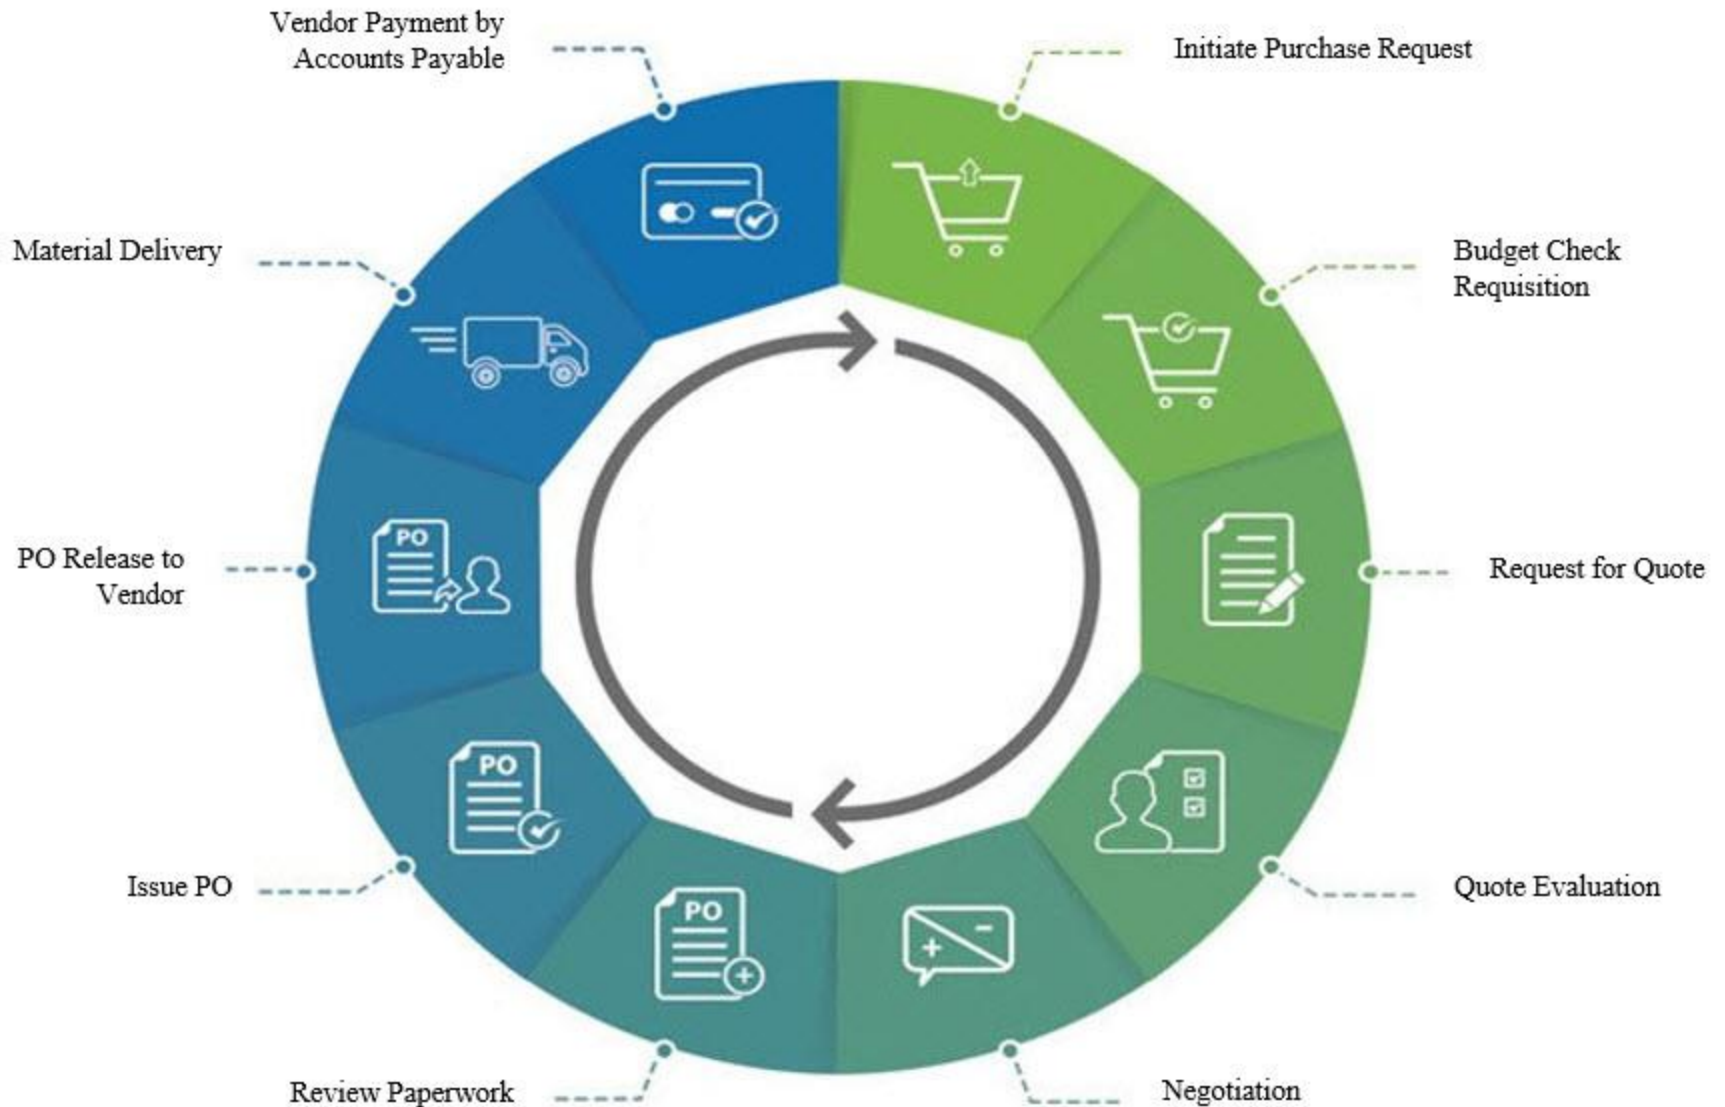 Vendor Payment by
Accounts Payable
Initiate Purchase Request
Material Delivery
Budget Check
Requisition
PO Release to
Vendor
PO
Request for Quote
Issue PO
PO
Quote Evaluation
PO
Review Paperwork
Negotiation